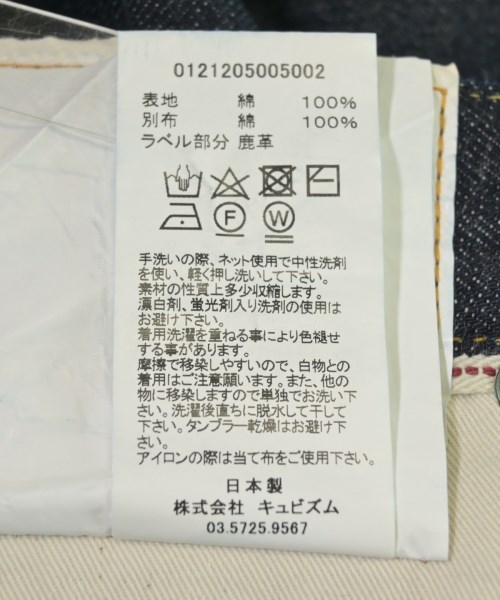 0121205005002
表地 綿 100%
別布 綿 100%
ラベル部分 鹿革
F W
手洗いの際、ネット使用で中性洗剤
を使い、軽く押し洗いして下さい。
素材の性質上多少収縮します。
漂白剤、蛍光剤入り洗剤の使用は
お避け下さい。
着用洗濯を重ねる事により色褪せ
する事があります。
摩擦で移染しやすいので、白物との
着用はご注意願います。また、他の
物に移染しますので単独でお洗い下
さい。洗濯後直ちに脱水して干して
下さい。タンブラー乾燥はお避け下
さい。
アイロンの際は当て布をご使用下さい。
日本製
株式会社 キュビズム
03.5725.9567